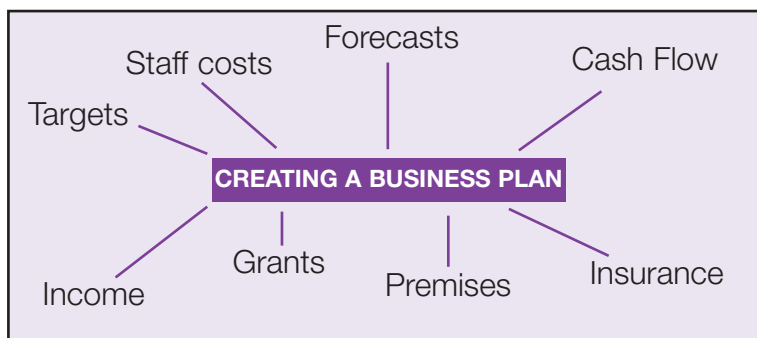 Forecasts
Staff costs
Cash Flow
Targets
CREATING A BUSINESS PLAN
Grants
Premises
Insurance
Income